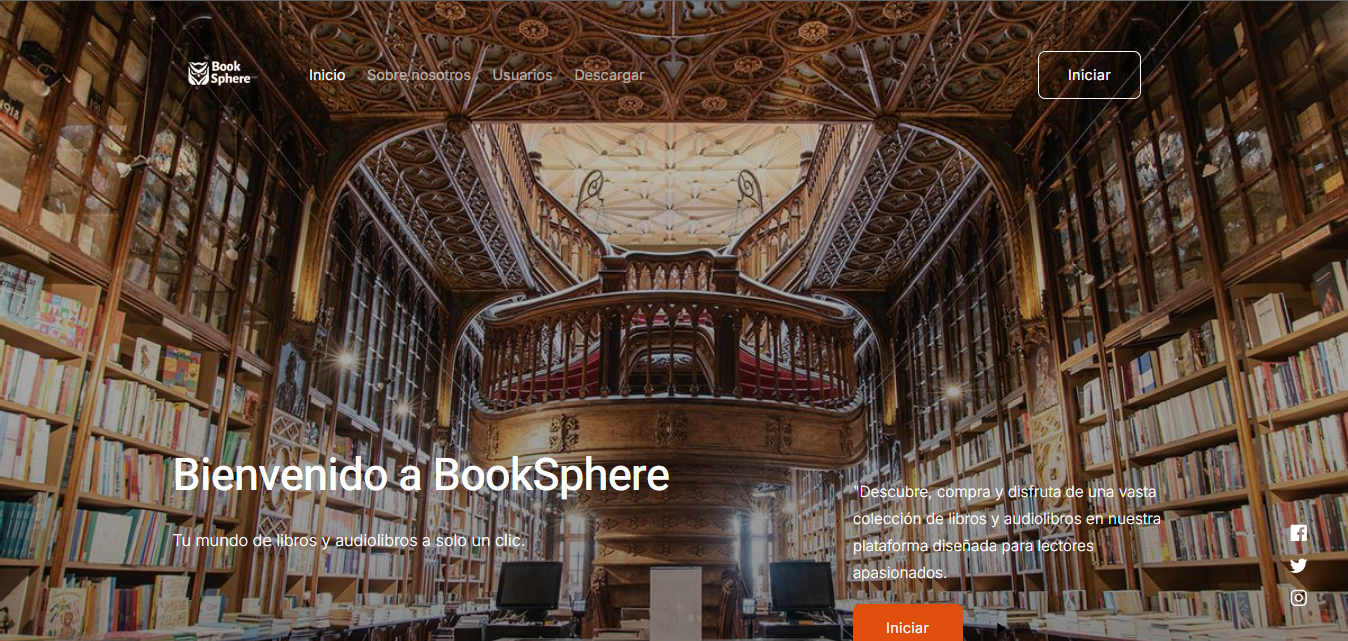 Book
Sphere
Inicio
Sobre nosotros
Usuarios
Descargar
Iniciar
Bienvenido a BookSphere
Tu mundo de libros y audiolibros a solo un clic.
"Descubre, compra y disfruta de una vasta
colección de libros y audiolibros en nuestra
plataforma diseñada para lectores
apasionados.
Iniciar